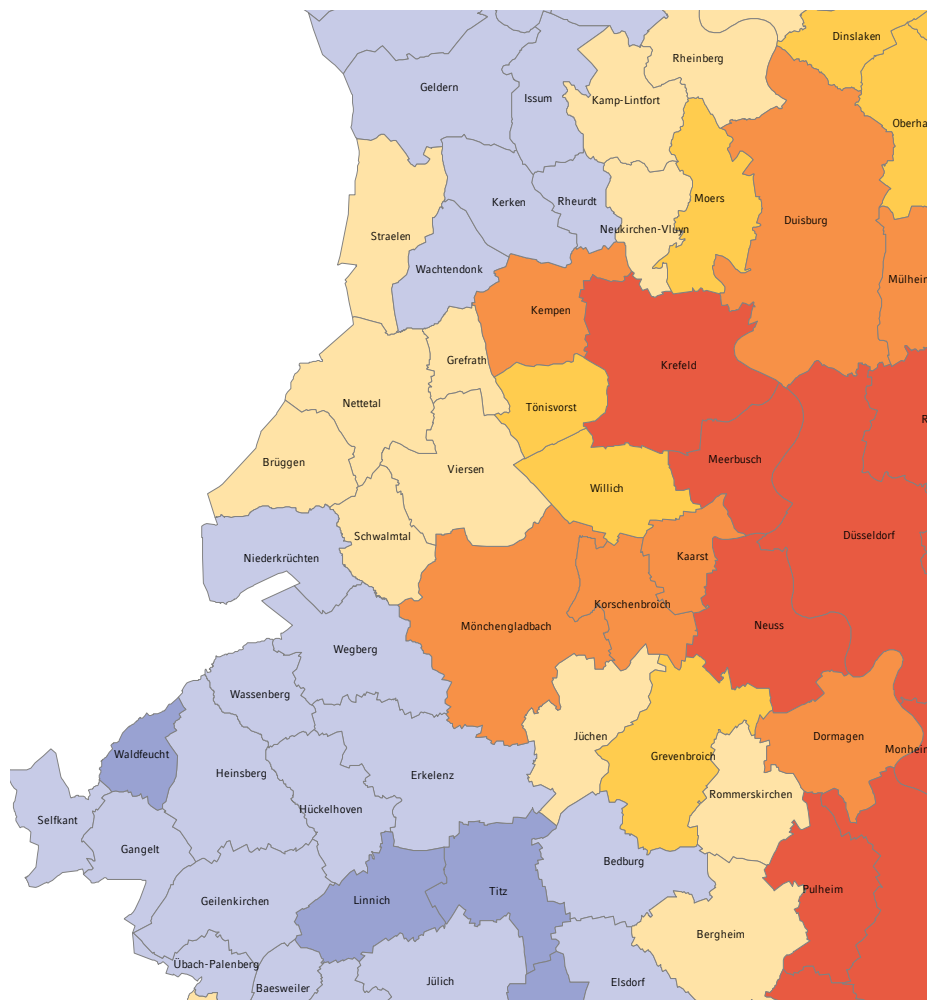 Dinslaken
Rheinberg
Geldern
Issum
Kamp-Lintfort
Oberha
Kerken
Rheurdt
Moers
Duisburg
Neukirchen-Vluyn
Straelen
Wachtendonk
Mülheim
Kempen
Grefrath
Krefeld
Nettetal
Tönisvorst
R
Brüggen
Viersen
Meerbusch
Willich
Schwalmtal
Düsseldorf
Niederkrüchten
Kaarst
Korschenbroich
Mönchengladbach
Neuss
Wegberg
Wassenberg
Jüchen
Dormagen
Waldfeucht
Grevenbroich
Monheim
Heinsberg
Erkelenz
Rommerskirchen
Hückelhoven
Selfkant
Gangelt
Bedburg
Pulheim
Titz
Geilenkirchen
Linnich
Bergheim
Übach-Palenberg
Jülich
Elsdorf
Baesweiler